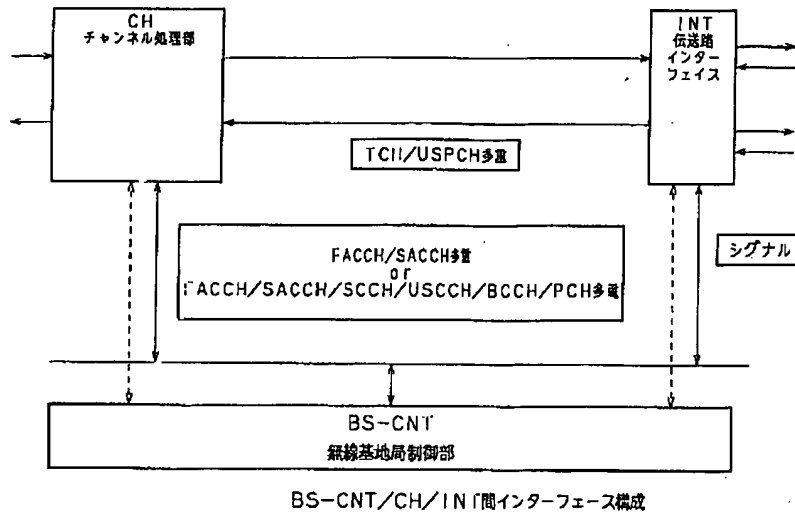 CH
チャンネル処理部
INT
伝送路
インター
フェイス
TCH/USPCH多重
FACCH/SACCH多重
or
FACCH/SACCH/SCCH/USCCH/BCCH/PCH多重
シグナル
BS-CNT
無線基地局制御部
BS-CNT/CH/INT間インターフェース構成